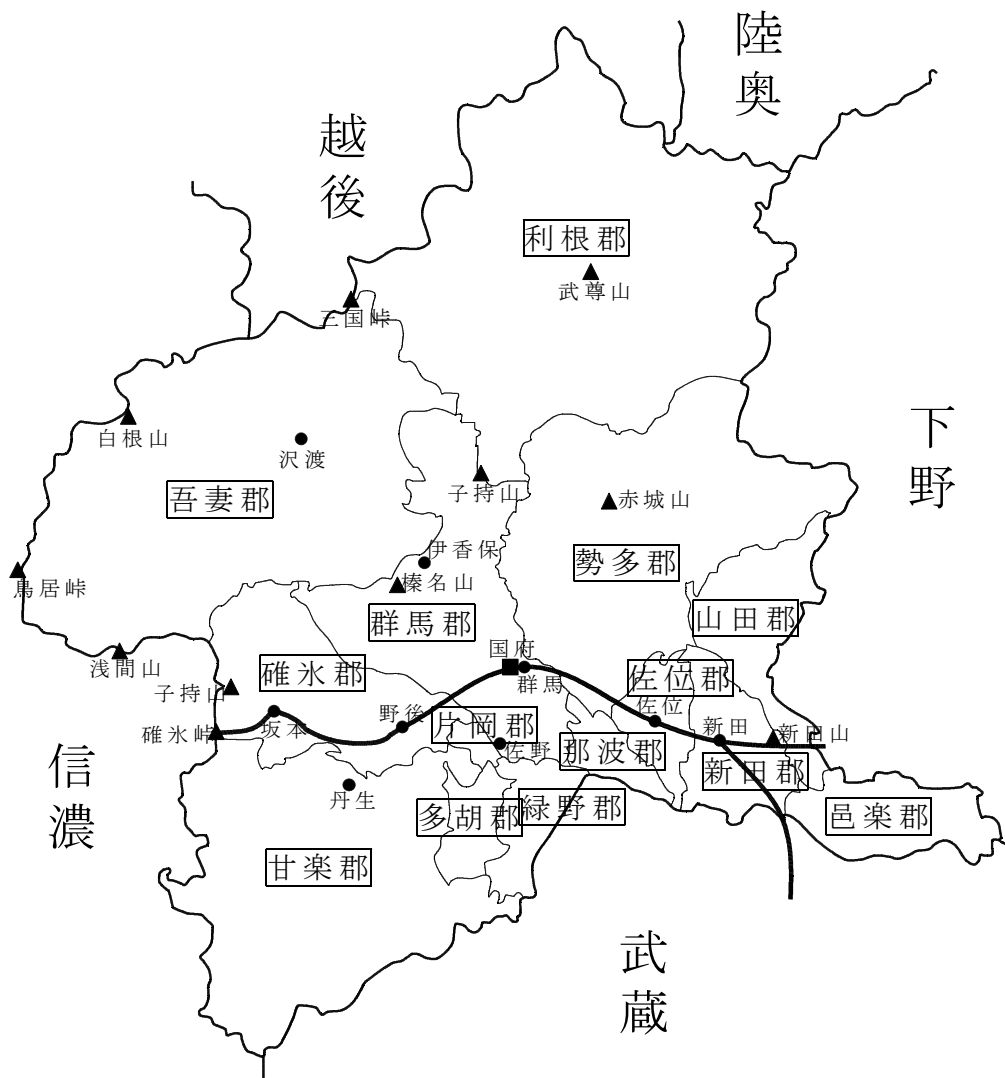 陸奥
越後
利根郡
武尊山
三国峠
白根山
沢渡
下野
吾妻郡
子持山
赤城山
伊香保
勢多郡
鳥居峠
榛名山
群馬郡
山田郡
浅間山
国府
碓氷郡
群馬
佐位郡
子持山
佐位
坂本
野後
片岡郡
新田
新田山
碓氷峠
佐野
那波郡
信濃
新田郡
丹生
多胡郡
緑野郡
邑楽郡
甘楽郡
武蔵